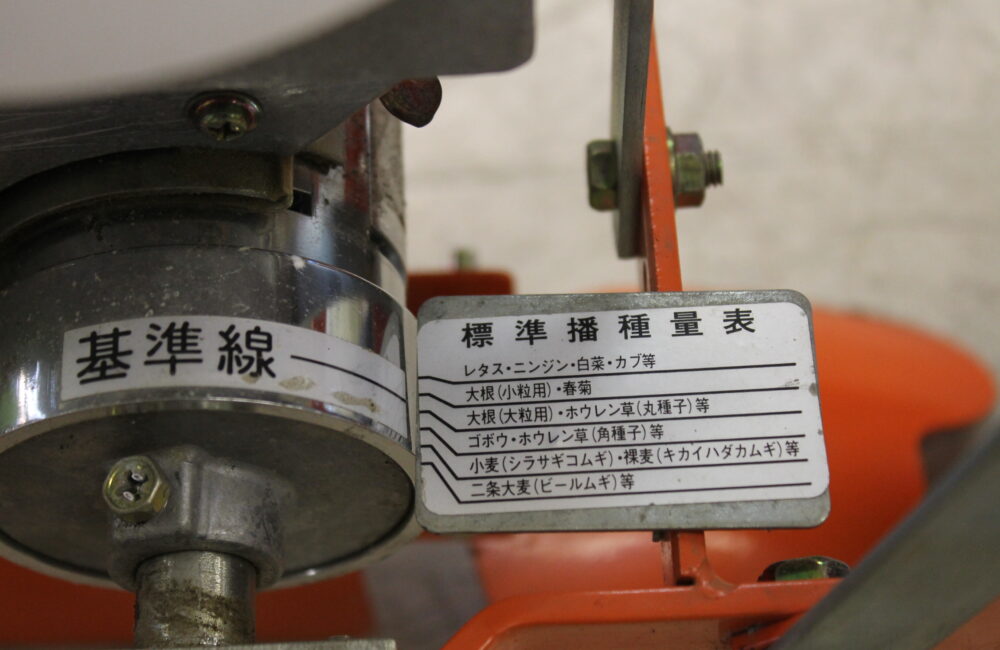 基準線
標準播種量表
レタス・ニンジン・白菜・カブ等
大根(小粒用)・春菊
大根(大粒用)・ホウレン草(丸種子)等
ゴボウ・ホウレン草(角種子)等
小麦(シラサギコムギ)・裸麦(キカイハダカムギ)等
二条大麦(ビールムギ)等